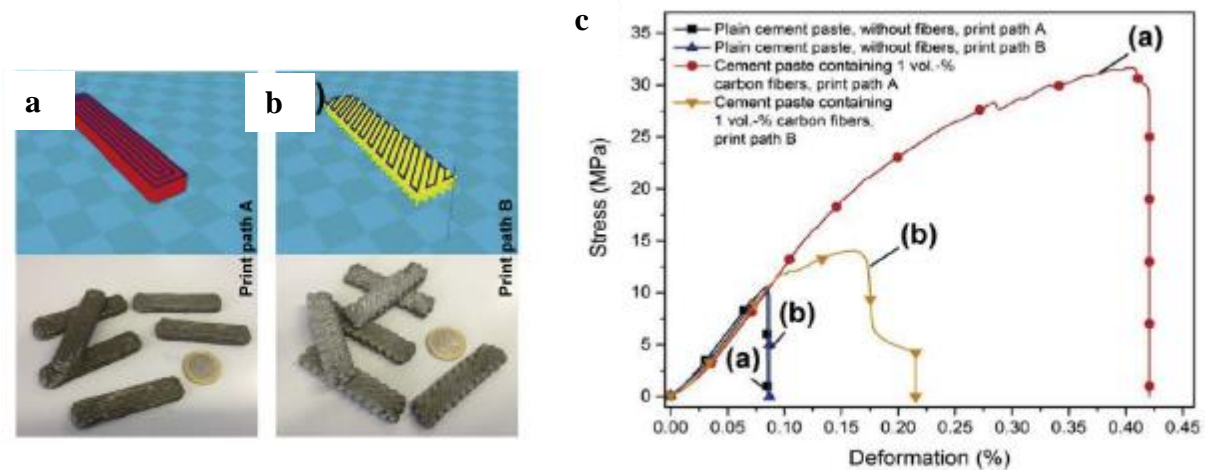 a
b
Print path A
Print path B
c
Plain cement paste, without fibers, print path A
Plain cement paste, without fibers, print path B
Cement paste containing 1 vol.-%
carbon fibers, print path A
Cement paste containing
1 vol.-% carbon fibers,
print path B
(a)
(b)
(b)
(a)
Stress (MPa)
35
30
25
20
15
10
5
0
0.00 0.05 0.10 0.15 0.20 0.25 0.30 0.35 0.40 0.45
Deformation (%)